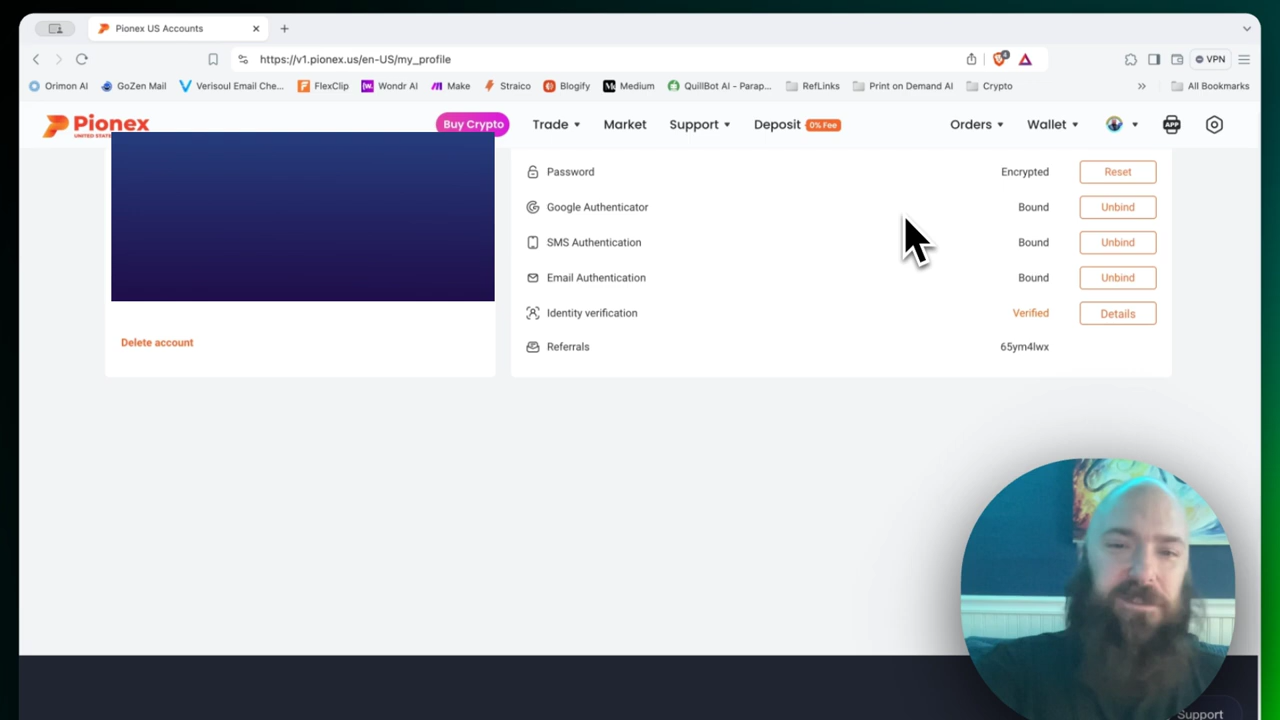 Pionex US Accounts
https://v1.pionex.us/en-US/my_profile
VPN
Orimon AI
GoZen Mail
Verisoul Email Che...
FlexClip
Wondr AI
Make
Straico
Blogify
Medium
QuillBot AI - Parap...
RefLinks
Print on Demand AI
Crypto
»
All Bookmarks
Pionex
Buy Crypto
Trade
Market
Support
Deposit 0% Fee
Orders
Wallet
APP
Password Encrypted Reset
Google Authenticator Bound Unbind
SMS Authentication Bound Unbind
Email Authentication Bound Unbind
Identity verification Verified Details
Referrals 65ym4lwx
Delete account
Support